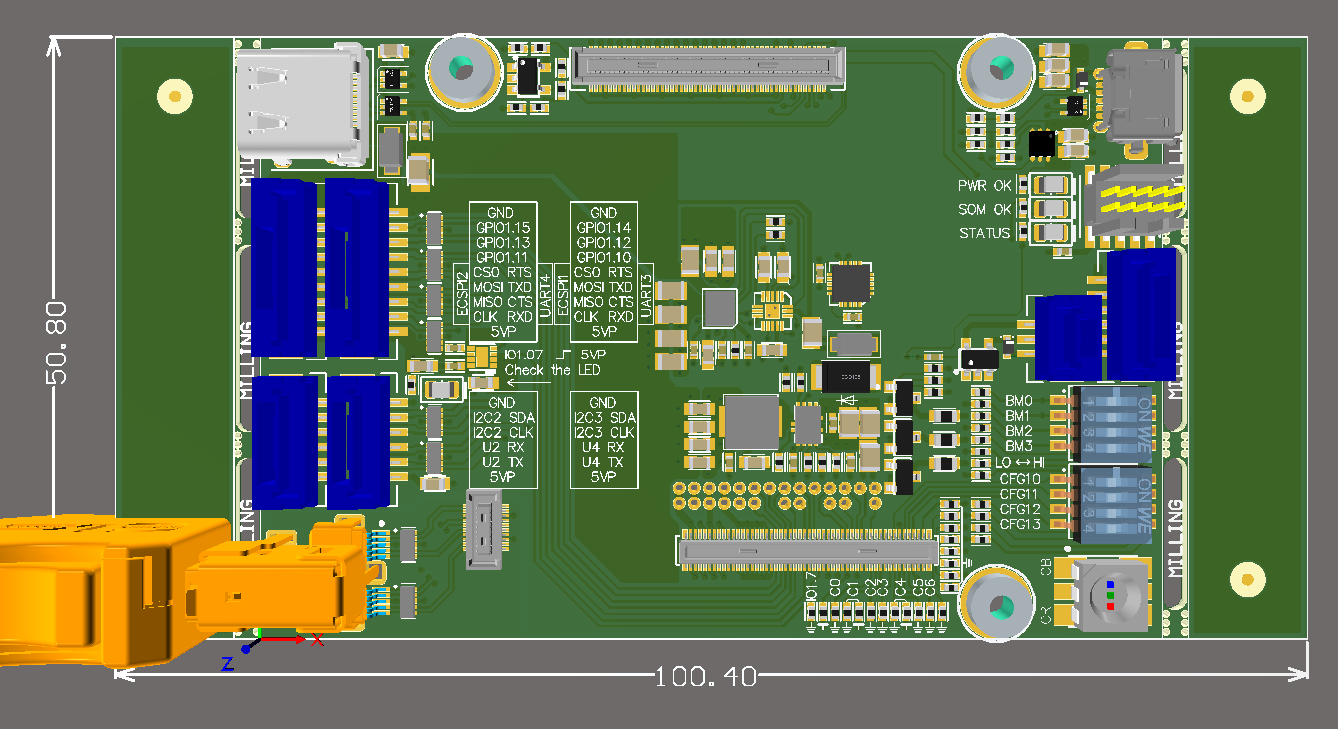 PWR OK
SOM OK
STATUS
GND
GPIO1.15
GPIO1.13
GPIO1.11
CS0 RTS
MOSI TXD
MISO CTS
CLK RXD
5VP
ECSPI2
UART4
GND
GPIO1.14
GPIO1.12
GPIO1.10
CS0 RTS
MOSI TXD
MISO CTS
CLK RXD
5VP
ECSPI1
UART3
IO1.07 5VP
Check the LED
GND
I2C2 SDA
I2C2 CLK
U2 RX
U2 TX
5VP
GND
I2C3 SDA
I2C3 CLK
U4 RX
U4 TX
5VP
BM0
BM1
BM2
BM3
LO ↔ HI
CFG10
CFG11
CFG12
CFG13
ON WE
1 2 3 4
ON WE
1 2 3 4
MILLING
MILLING
MILLING
CB
CR
IO1.7
C0
C1
C2
C3
C4
C5
C6
50.80
100.40
Z
X